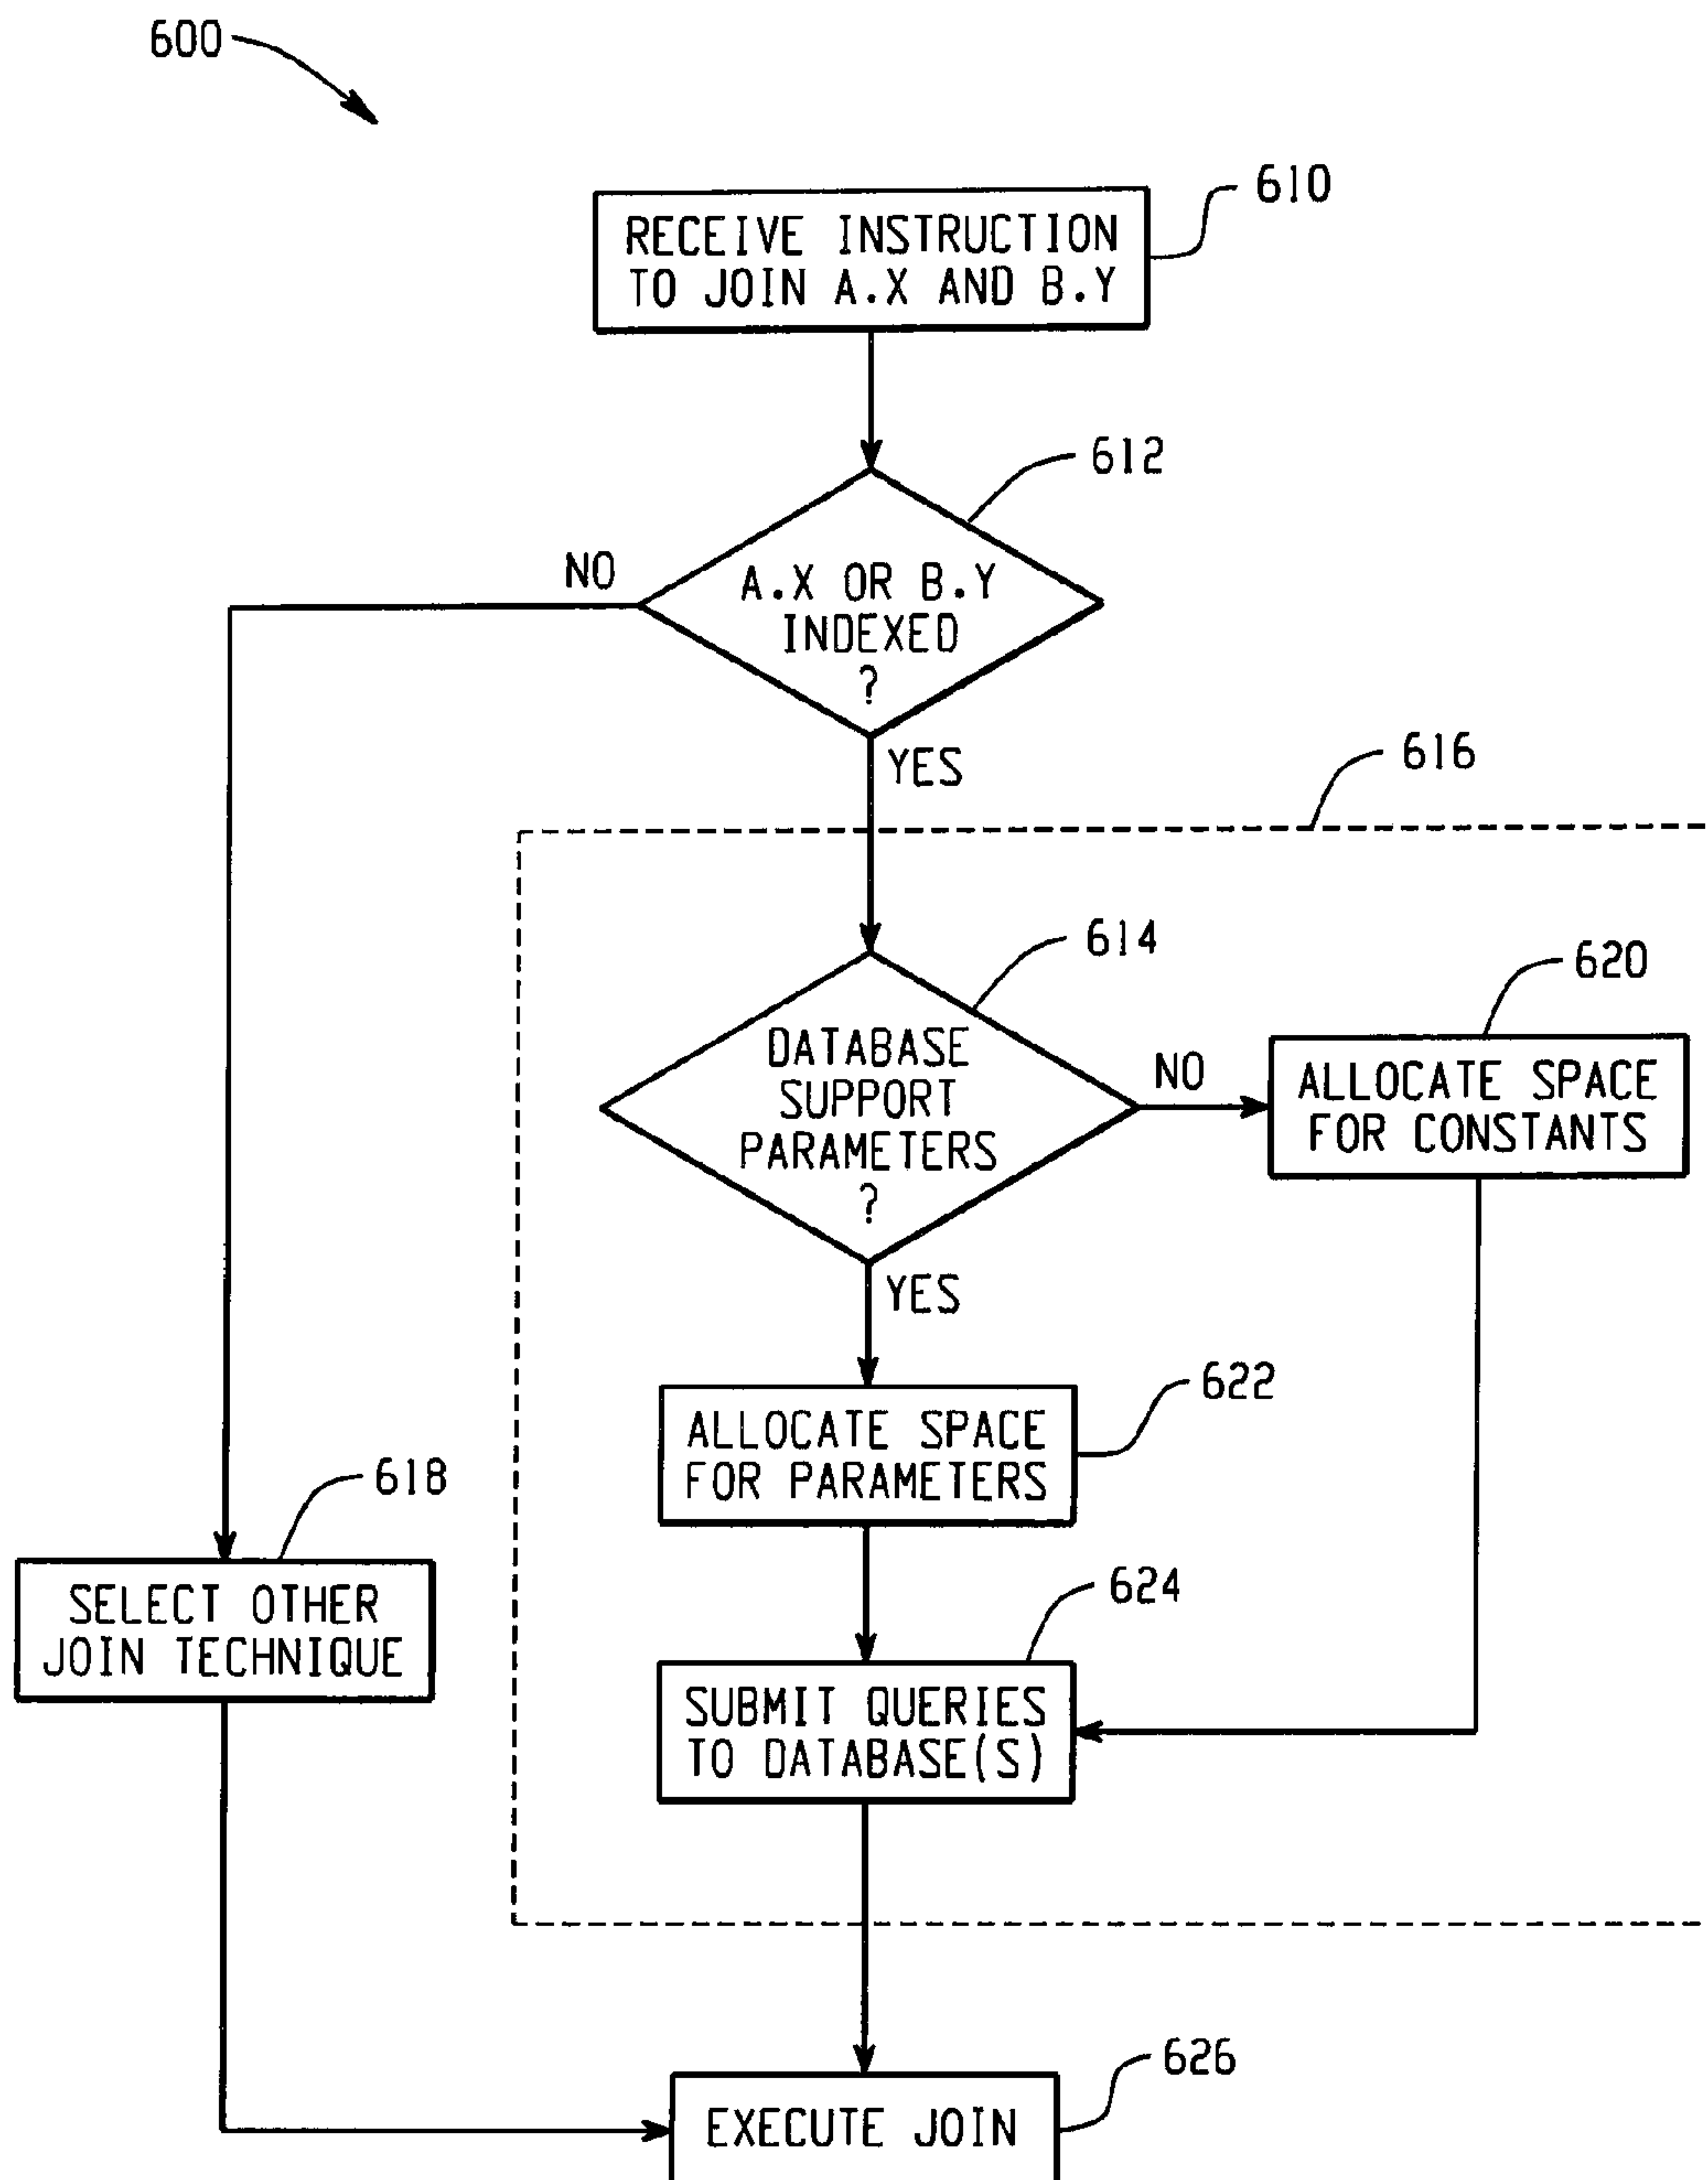 600
610
RECEIVE INSTRUCTION
TO JOIN A.X AND B.Y
612
NO
A.X OR B.Y
INDEXED
?
YES
616
614
620
DATABASE
SUPPORT
PARAMETERS
?
NO
ALLOCATE SPACE
FOR CONSTANTS
YES
622
ALLOCATE SPACE
FOR PARAMETERS
618
SELECT OTHER
JOIN TECHNIQUE
624
SUBMIT QUERIES
TO DATABASE(S)
626
EXECUTE JOIN